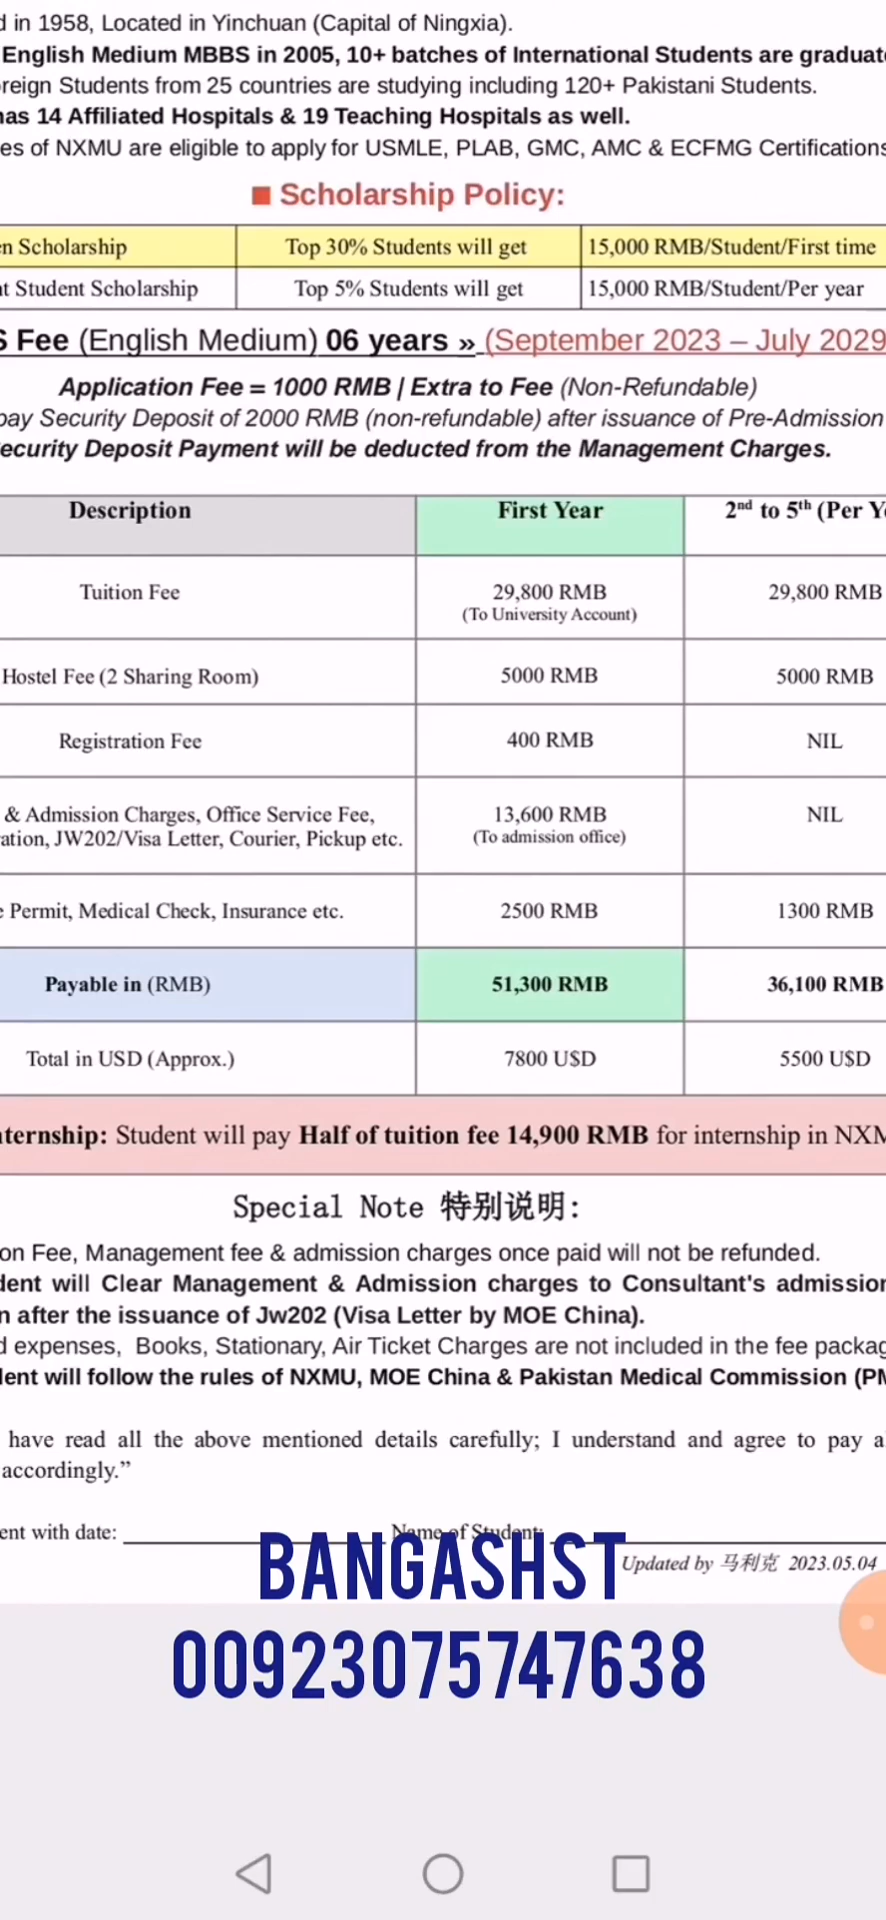 d in 1958, Located in Yinchuan (Capital of Ningxia).
English Medium MBBS in 2005, 10+ batches of International Students are graduate
reign Students from 25 countries are studying including 120+ Pakistani Students.
has 14 Affiliated Hospitals & 19 Teaching Hospitals as well.
es of NXMU are eligible to apply for USMLE, PLAB, GMC, AMC & ECFMG Certifications
■ Scholarship Policy:
en Scholarship Top 30% Students will get 15,000 RMB/Student/First time
t Student Scholarship Top 5% Students will get 15,000 RMB/Student/Per year
S Fee (English Medium) 06 years » (September 2023 – July 2029
Application Fee = 1000 RMB | Extra to Fee (Non-Refundable)
pay Security Deposit of 2000 RMB (non-refundable) after issuance of Pre-Admission
ecurity Deposit Payment will be deducted from the Management Charges.
Description First Year 2nd to 5th (Per Y
Tuition Fee 29,800 RMB 29,800 RMB
(To University Account)
Hostel Fee (2 Sharing Room) 5000 RMB 5000 RMB
Registration Fee 400 RMB NIL
& Admission Charges, Office Service Fee, 13,600 RMB NIL
ation, JW202/Visa Letter, Courier, Pickup etc. (To admission office)
e Permit, Medical Check, Insurance etc. 2500 RMB 1300 RMB
Payable in (RMB) 51,300 RMB 36,100 RMB
Total in USD (Approx.) 7800 U$D 5500 U$D
nternship: Student will pay Half of tuition fee 14,900 RMB for internship in NXM
Special Note 特别说明:
on Fee, Management fee & admission charges once paid will not be refunded.
dent will Clear Management & Admission charges to Consultant's admission
n after the issuance of Jw202 (Visa Letter by MOE China).
d expenses, Books, Stationary, Air Ticket Charges are not included in the fee packag
dent will follow the rules of NXMU, MOE China & Pakistan Medical Commission (PM
have read all the above mentioned details carefully; I understand and agree to pay a
accordingly.”
ent with date: Name of Student:
BANGASHST
Updated by 马利克 2023.05.04
00923075747638